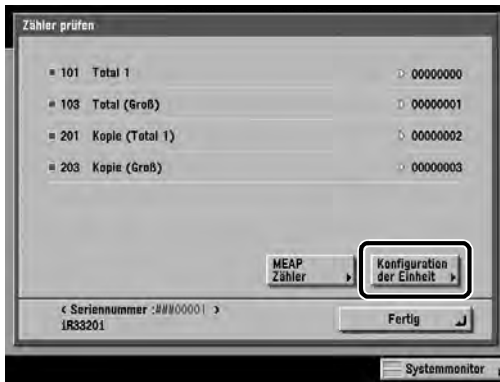 Zähler prüfen
101 Total 1 00000000
103 Total (Groß) 00000001
201 Kopie (Total 1) 00000002
203 Kopie (Groß) 00000003
MEAP
Zähler
Konfiguration
der Einheit
< Seriennummer :###00001 >
iR33201
Fertig
Systemmonitor